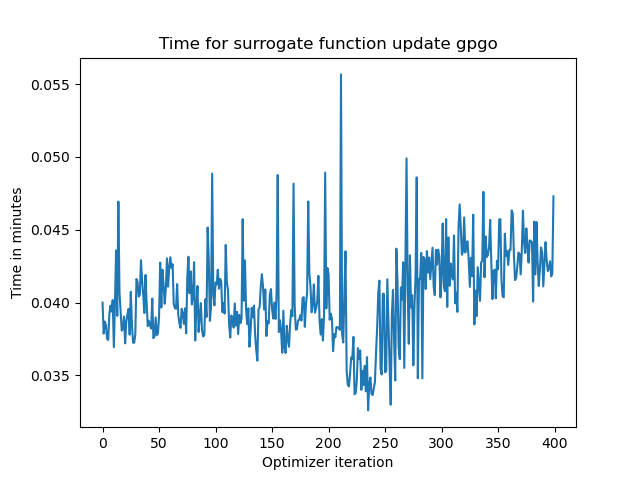 Time for surrogate function update gpgo
0.055
0.050
0.045
0.040
0.035
Time in minutes
0 50 100 150 200 250 300 350 400
Optimizer iteration